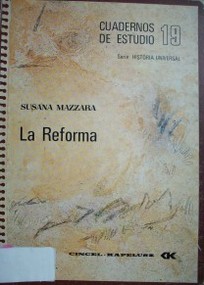 CUADERNOS
DE ESTUDIO 19
Serie HISTORIA UNIVERSAL
SUSANA MAZZARA
La Reforma
CINCEL-KAPELUSZ CK